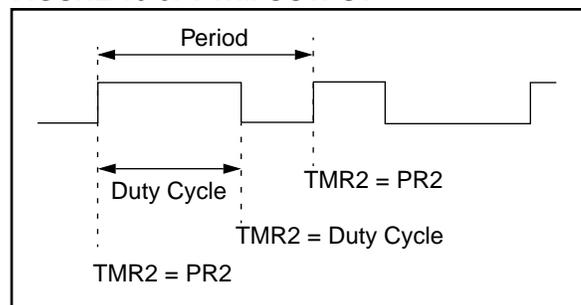 Period
Duty Cycle
TMR2 = PR2
TMR2 = Duty Cycle
TMR2 = PR2